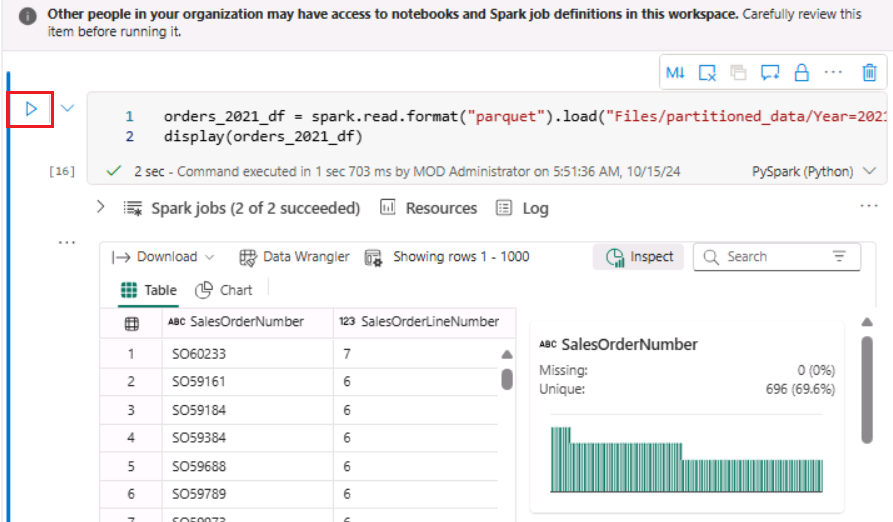 Other people in your organization may have access to notebooks and Spark job definitions in this workspace. Carefully review this
item before running it.
M↓
1 orders_2021_df = spark.read.format("parquet").load("Files/partitioned_data/Year=2021
2 display(orders_2021_df)
[16] 2 sec - Command executed in 1 sec 703 ms by MOD Administrator on 5:51:36 AM, 10/15/24 PySpark (Python)
Spark jobs (2 of 2 succeeded) Resources Log
Download Data Wrangler Showing rows 1 - 1000 Inspect Search
Table Chart
ABC SalesOrderNumber 123 SalesOrderLineNumber
1 SO60233 7
2 SO59161 6
3 SO59184 6
4 SO59384 6
5 SO59688 6
6 SO59789 6
7 SO59973 6
ABC SalesOrderNumber
Missing: 0 (0%)
Unique: 696 (69.6%)